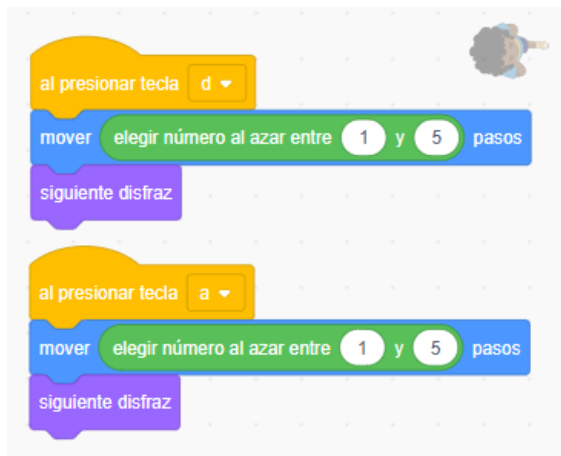 al presionar tecla d
mover elegir número al azar entre 1 y 5 pasos
siguiente disfraz
al presionar tecla a
mover elegir número al azar entre 1 y 5 pasos
siguiente disfraz